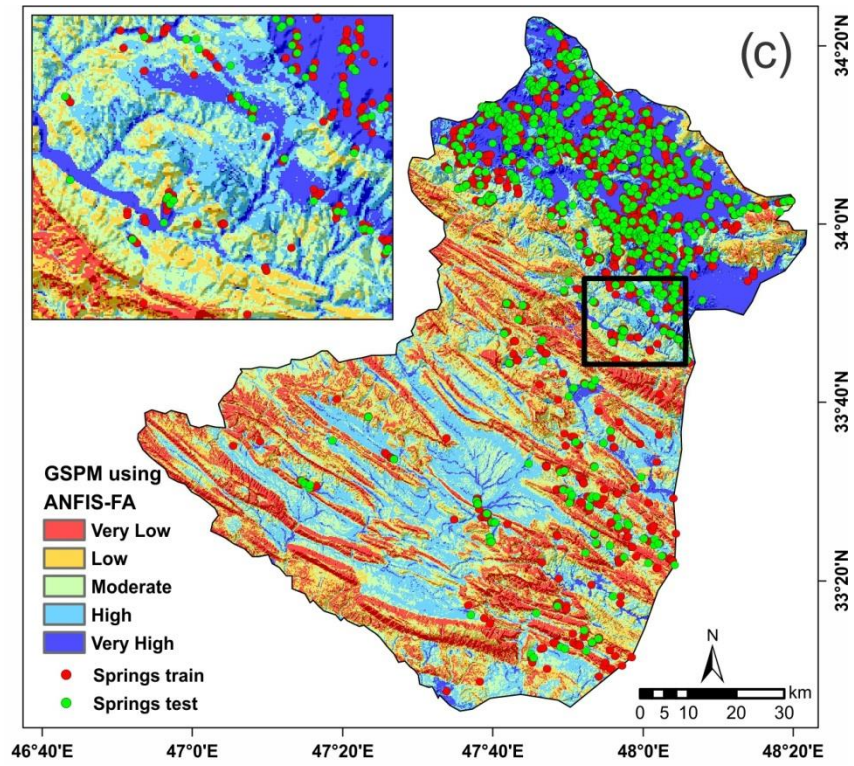 (c)
34°20'N
34°0'N
33°40'N
33°20'N
GSPM using
ANFIS-FA
Very Low
Low
Moderate
High
Very High
Springs train
Springs test
N
km
0 5 10 20 30
46°40'E 47°0'E 47°20'E 47°40'E 48°0'E 48°20'E